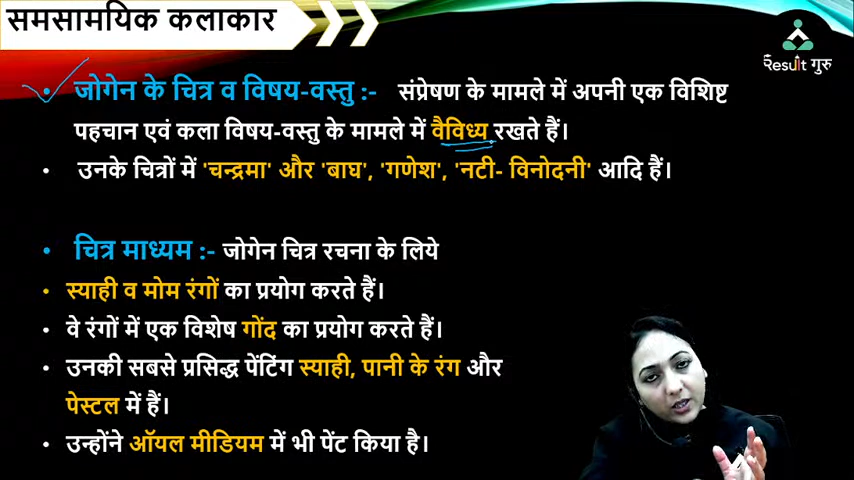 समसामयिक कलाकार
Result गुरु
• जोगेन के चित्र व विषय-वस्तु :- संप्रेषण के मामले में अपनी एक विशिष्ट
पहचान एवं कला विषय-वस्तु के मामले में वैविध्य रखते हैं।
• उनके चित्रों में 'चन्द्रमा' और 'बाघ', 'गणेश', 'नटी- विनोदनी' आदि हैं।
• चित्र माध्यम :- जोगेन चित्र रचना के लिये
• स्याही व मोम रंगों का प्रयोग करते हैं।
• वे रंगों में एक विशेष गोंद का प्रयोग करते हैं।
• उनकी सबसे प्रसिद्ध पेंटिंग स्याही, पानी के रंग और
पेस्टल में हैं।
• उन्होंने ऑयल मीडियम में भी पेंट किया है।